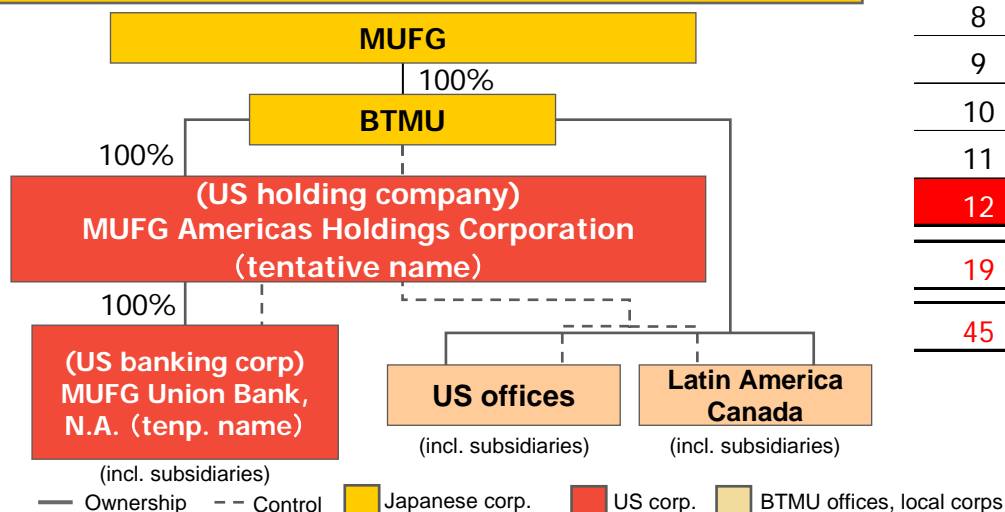 MUFG
100%
BTMU
100%
(US holding company)
MUFG Americas Holdings Corporation
（tentative name）
100%
(US banking corp)
MUFG Union Bank,
N.A.（tenp. name）
(incl. subsidiaries)
US offices
(incl. subsidiaries)
Latin America
Canada
(incl. subsidiaries)
Ownership
Control
Japanese corp.
US corp.
BTMU offices, local corps
8
9
10
11
12
19
45